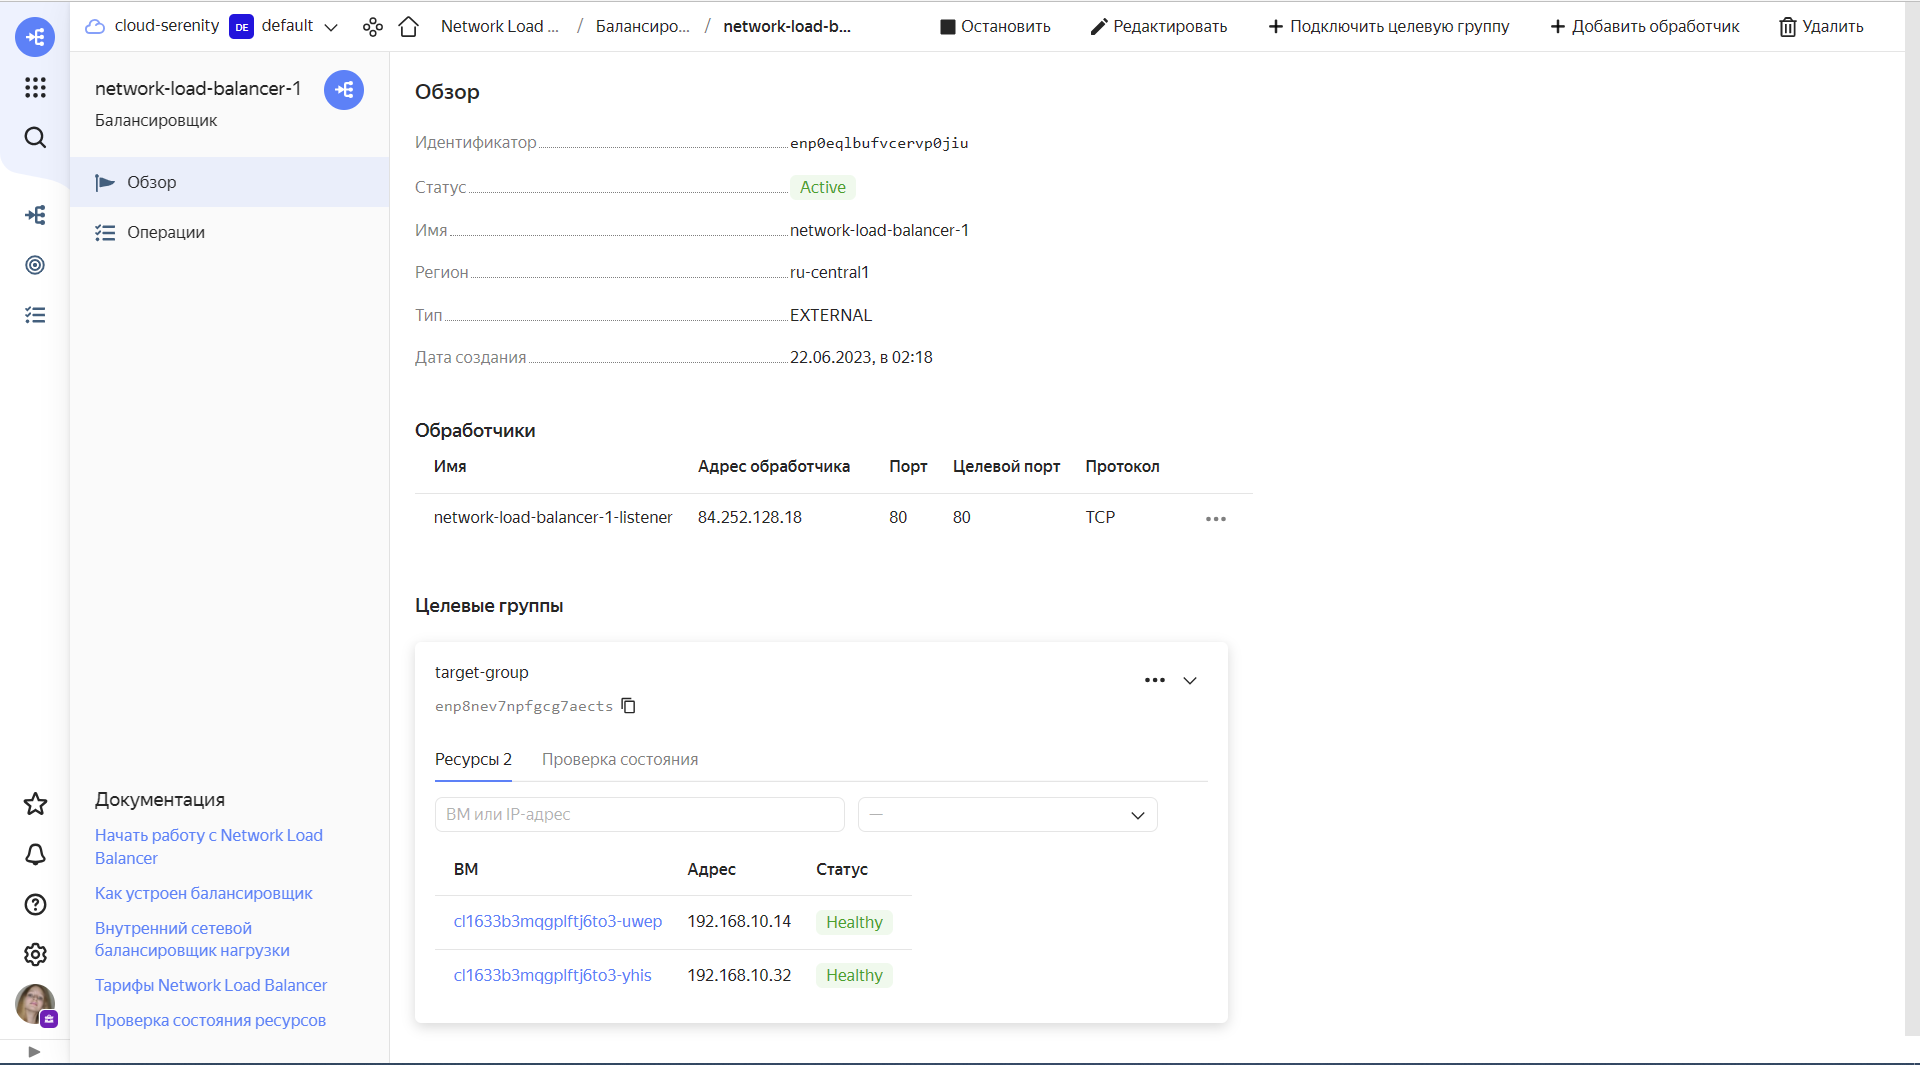 cloud-serenity DE default Network Load ... / Балансиро... / network-load-b... Остановить Редактировать Подключить целевую группу Добавить обработчик Удалить
network-load-balancer-1
Балансировщик
Обзор
Операции
Документация
Начать работу с Network Load
Balancer
Как устроен балансировщик
Внутренний сетевой
балансировщик нагрузки
Тарифы Network Load Balancer
Проверка состояния ресурсов
Обзор
Идентификатор enp0eqlbufvcervp0jiu
Статус Active
Имя network-load-balancer-1
Регион ru-central1
Тип EXTERNAL
Дата создания 22.06.2023, в 02:18
Обработчики
Имя Адрес обработчика Порт Целевой порт Протокол
network-load-balancer-1-listener 84.252.128.18 80 80 TCP
Целевые группы
target-group
enp8nev7npfgcg7aects
Ресурсы 2 Проверка состояния
ВМ или IP-адрес —
ВМ Адрес Статус
cl1633b3mqgplftj6to3-uwep 192.168.10.14 Healthy
cl1633b3mqgplftj6to3-yhis 192.168.10.32 Healthy